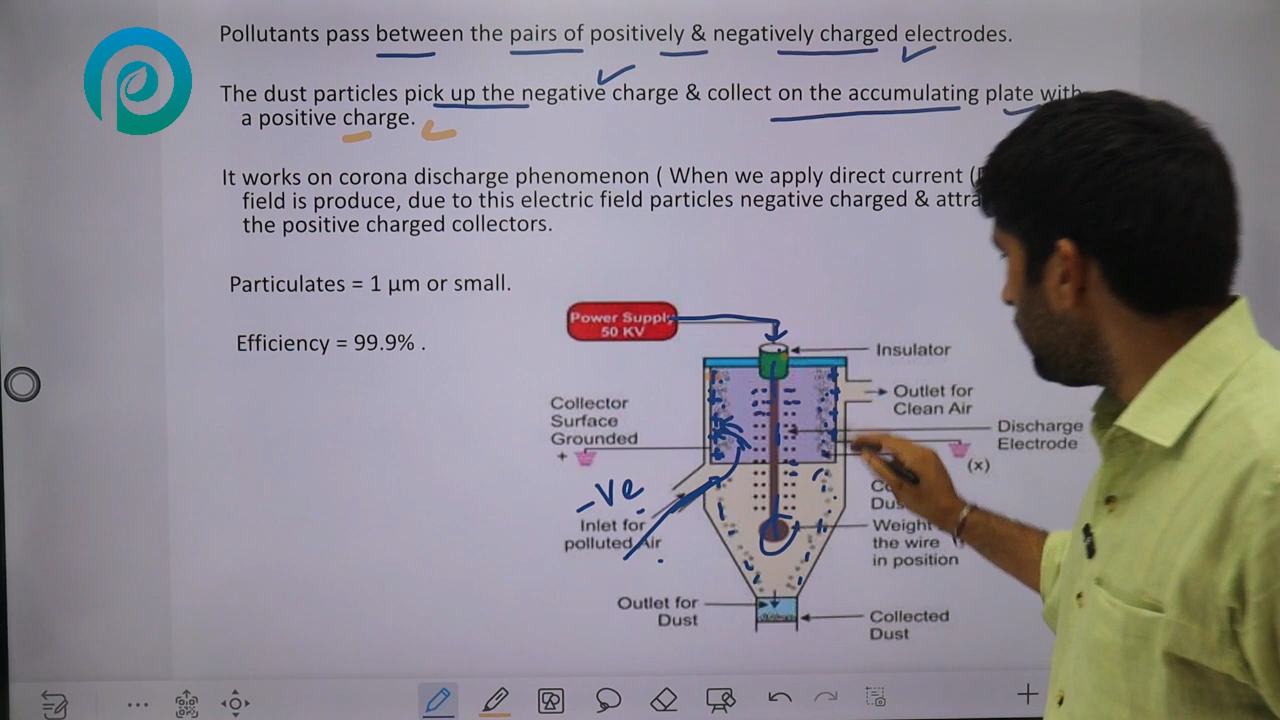 Pollutants pass between the pairs of positively & negatively charged electrodes.
The dust particles pick up the negative charge & collect on the accumulating plate with
a positive charge.
It works on corona discharge phenomenon ( When we apply direct current
field is produce, due to this electric field particles negative charged &
the positive charged collectors.
Particulates = 1 μm or small.
Efficiency = 99.9% .
Power Supply
50 KV
Insulator
Outlet for
Clean Air
Collector
Surface
Grounded
+
Discharge
Electrode
(x)
-ve
Inlet for
polluted Air
Weight
the wire
in position
Outlet for
Dust
Collected
Dust